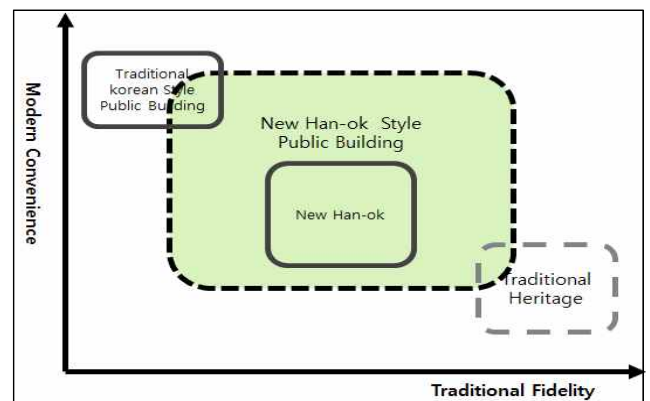 Modern Convenience
Traditional
korean Style
Public Building
New Han-ok Style
Public Building
New Han-ok
Traditional
Heritage
Traditional Fidelity